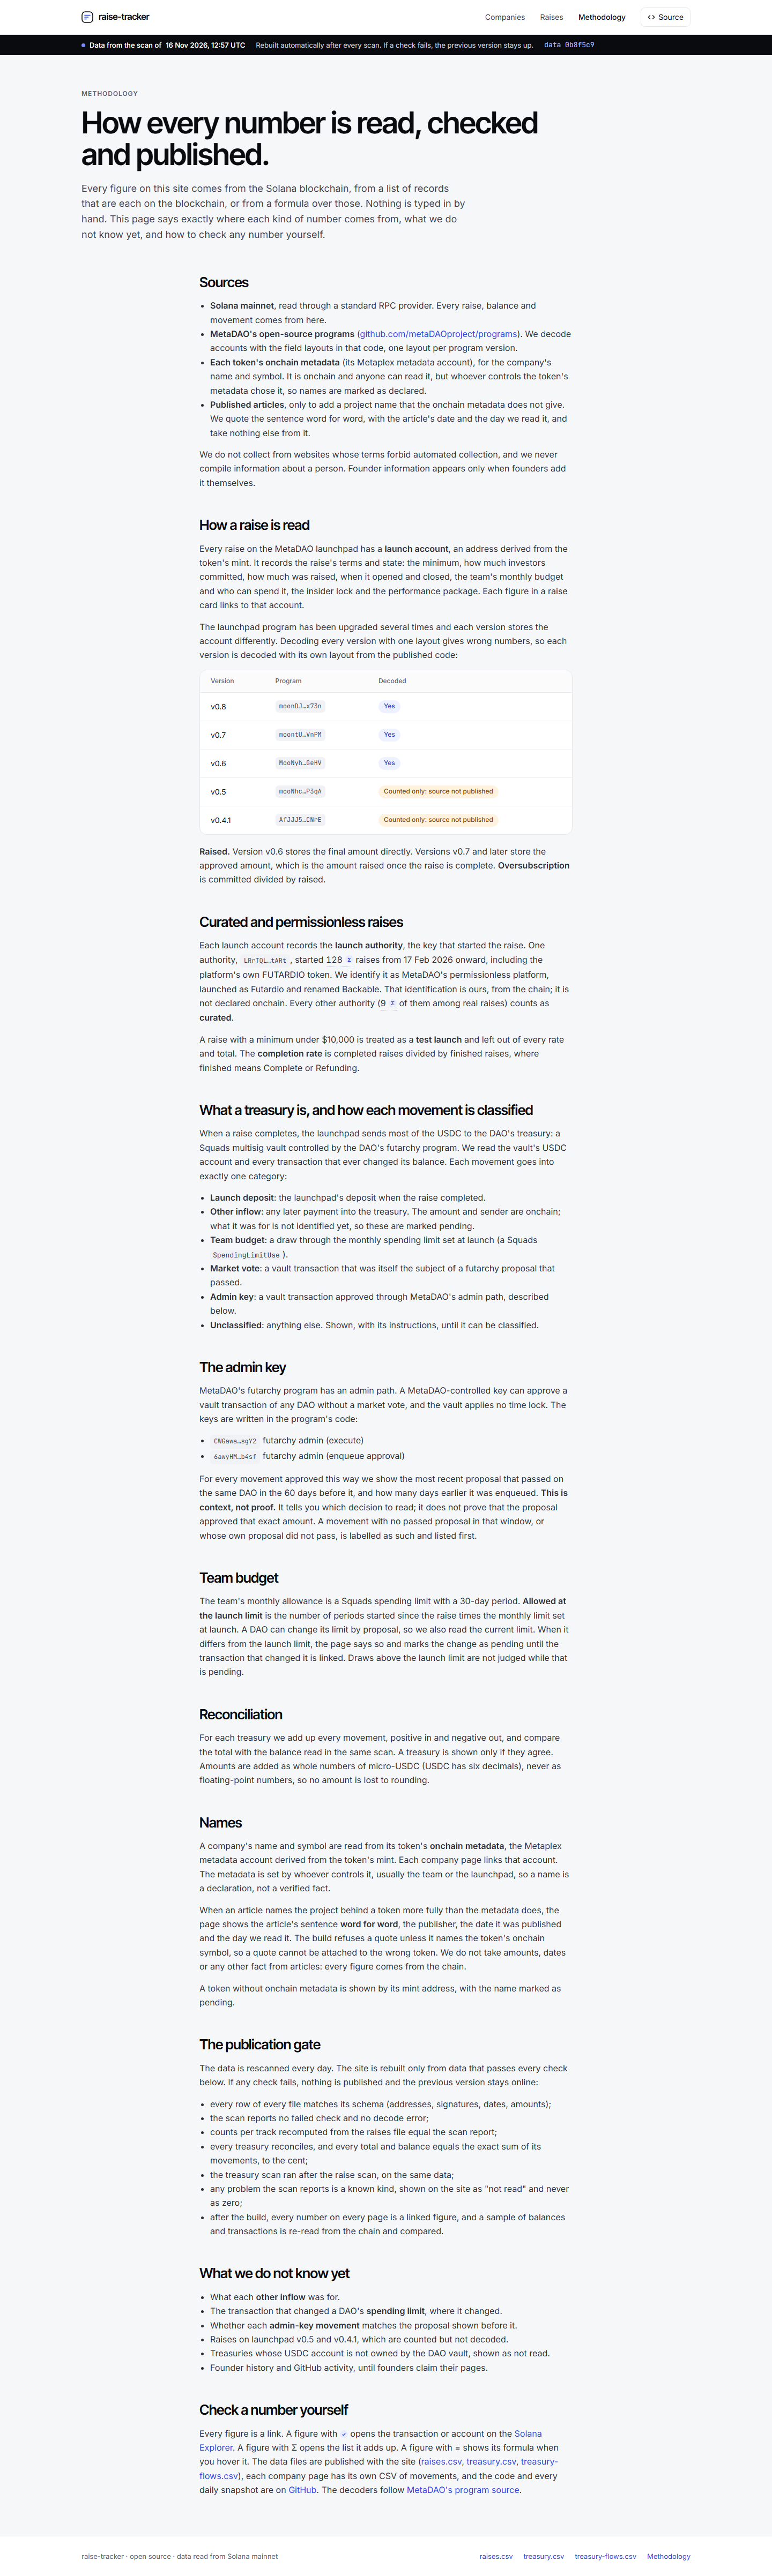 raise-tracker
Companies Raises Methodology Source
Data from the scan of 16 Nov 2026, 12:57 UTC Rebuilt automatically after every scan. If a check fails, the previous version stays up. data 0b8f5c9
METHODOLOGY
How every number is read, checked
and published.
Every figure on this site comes from the Solana blockchain, from a list of records
that are each on the blockchain, or from a formula over those. Nothing is typed in by
hand. This page says exactly where each kind of number comes from, what we do
not know yet, and how to check any number yourself.
Sources
• Solana mainnet, read through a standard RPC provider. Every raise, balance and
movement comes from here.
• MetaDAO's open-source programs (github.com/metaDAOproject/programs). We decode
accounts with the field layouts in that code, one layout per program version.
• Each token's onchain metadata (its Metaplex metadata account), for the company's
name and symbol. It is onchain and anyone can read it, but whoever controls the token's
metadata chose it, so names are marked as declared.
• Published articles, only to add a project name that the onchain metadata does not give.
We quote the sentence word for word, with the article's date and the day we read it, and
take nothing else from it.
We do not collect from websites whose terms forbid automated collection, and we never
compile information about a person. Founder information appears only when founders add
it themselves.
How a raise is read
Every raise on the MetaDAO launchpad has a launch account, an address derived from the
token's mint. It records the raise's terms and state: the minimum, how much investors
committed, how much was raised, when it opened and closed, the team's monthly budget
and who can spend it, the insider lock and the performance package. Each figure in a raise
card links to that account.
The launchpad program has been upgraded several times and each version stores the
account differently. Decoding every version with one layout gives wrong numbers, so each
version is decoded with its own layout from the published code:
Version Program Decoded
v0.8 moonDJ…x73n Yes
v0.7 moontU…VnPM Yes
v0.6 MooNyh…GeHV Yes
v0.5 mooNhc…P3qA Counted only: source not published
v0.4.1 AfJJJ5…CNrE Counted only: source not published
Raised. Version v0.6 stores the final amount directly. Versions v0.7 and later store the
approved amount, which is the amount raised once the raise is complete. Oversubscription
is committed divided by raised.
Curated and permissionless raises
Each launch account records the launch authority, the key that started the raise. One
authority, LRrTQL…tARt, started 128 Σ raises from 17 Feb 2026 onward, including the
platform's own FUTARDIO token. We identify it as MetaDAO's permissionless platform,
launched as Futardio and renamed Backable. That identification is ours, from the chain; it is
not declared onchain. Every other authority (9 Σ of them among real raises) counts as
curated.
A raise with a minimum under $10,000 is treated as a test launch and left out of every rate
and total. The completion rate is completed raises divided by finished raises, where
finished means Complete or Refunding.
What a treasury is, and how each movement is classified
When a raise completes, the launchpad sends most of the USDC to the DAO's treasury: a
Squads multisig vault controlled by the DAO's futarchy program. We read the vault's USDC
account and every transaction that ever changed its balance. Each movement goes into
exactly one category:
• Launch deposit: the launchpad's deposit when the raise completed.
• Other inflow: any later payment into the treasury. The amount and sender are onchain;
what it was for is not identified yet, so these are marked pending.
• Team budget: a draw through the monthly spending limit set at launch (a Squads
SpendingLimitUse).
• Market vote: a vault transaction that was itself the subject of a futarchy proposal that
passed.
• Admin key: a vault transaction approved through MetaDAO's admin path, described
below.
• Unclassified: anything else. Shown, with its instructions, until it can be classified.
The admin key
MetaDAO's futarchy program has an admin path. A MetaDAO-controlled key can approve a
vault transaction of any DAO without a market vote, and the vault applies no time lock. The
keys are written in the program's code:
• CWGawa…sgY2 futarchy admin (execute)
• 6awyHM…b4sf futarchy admin (enqueue approval)
For every movement approved this way we show the most recent proposal that passed on
the same DAO in the 60 days before it, and how many days earlier it was enqueued. This is
context, not proof. It tells you which decision to read; it does not prove that the proposal
approved that exact amount. A movement with no passed proposal in that window, or
whose own proposal did not pass, is labelled as such and listed first.
Team budget
The team's monthly allowance is a Squads spending limit with a 30-day period. Allowed at
the launch limit is the number of periods started since the raise times the monthly limit set
at launch. A DAO can change its limit by proposal, so we also read the current limit. When it
differs from the launch limit, the page says so and marks the change as pending until the
transaction that changed it is linked. Draws above the launch limit are not judged while that
is pending.
Reconciliation
For each treasury we add up every movement, positive in and negative out, and compare
the total with the balance read in the same scan. A treasury is shown only if they agree.
Amounts are added as whole numbers of micro-USDC (USDC has six decimals), never as
floating-point numbers, so no amount is lost to rounding.
Names
A company's name and symbol are read from its token's onchain metadata, the Metaplex
metadata account derived from the token's mint. Each company page links that account.
The metadata is set by whoever controls it, usually the team or the launchpad, so a name is
a declaration, not a verified fact.
When an article names the project behind a token more fully than the metadata does, the
page shows the article's sentence word for word, the publisher, the date it was published
and the day we read it. The build refuses a quote unless it names the token's onchain
symbol, so a quote cannot be attached to the wrong token. We do not take amounts, dates
or any other fact from articles: every figure comes from the chain.
A token without onchain metadata is shown by its mint address, with the name marked as
pending.
The publication gate
The data is rescanned every day. The site is rebuilt only from data that passes every check
below. If any check fails, nothing is published and the previous version stays online:
• every row of every file matches its schema (addresses, signatures, dates, amounts);
• the scan reports no failed check and no decode error;
• counts per track recomputed from the raises file equal the scan report;
• every treasury reconciles, and every total and balance equals the exact sum of its
movements, to the cent;
• the treasury scan ran after the raise scan, on the same data;
• any problem the scan reports is a known kind, shown on the site as "not read" and never
as zero;
• after the build, every number on every page is a linked figure, and a sample of balances
and transactions is re-read from the chain and compared.
What we do not know yet
• What each other inflow was for.
• The transaction that changed a DAO's spending limit, where it changed.
• Whether each admin-key movement matches the proposal shown before it.
• Raises on launchpad v0.5 and v0.4.1, which are counted but not decoded.
• Treasuries whose USDC account is not owned by the DAO vault, shown as not read.
• Founder history and GitHub activity, until founders claim their pages.
Check a number yourself
Every figure is a link. A figure with ✓ opens the transaction or account on the Solana
Explorer. A figure with Σ opens the list it adds up. A figure with = shows its formula when
you hover it. The data files are published with the site (raises.csv, treasury.csv, treasury-
flows.csv), each company page has its own CSV of movements, and the code and every
daily snapshot are on GitHub. The decoders follow MetaDAO's program source.
raise-tracker · open source · data read from Solana mainnet raises.csv treasury.csv treasury-flows.csv Methodology